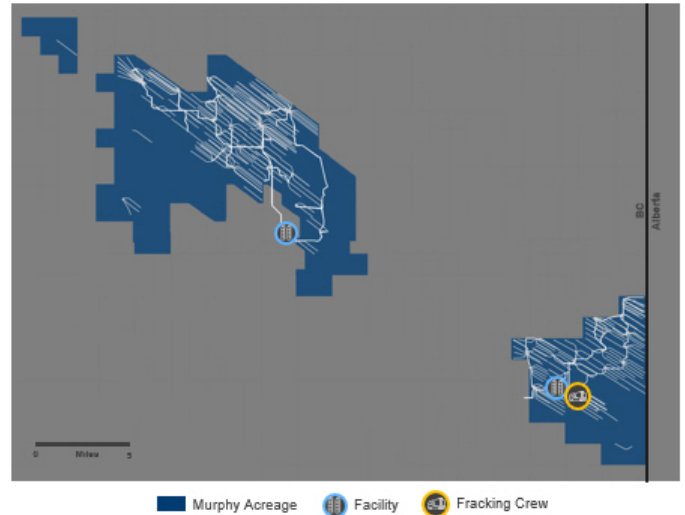 BC
Alberta
0 Miles 5
Murphy Acreage
Facility
Fracking Crew